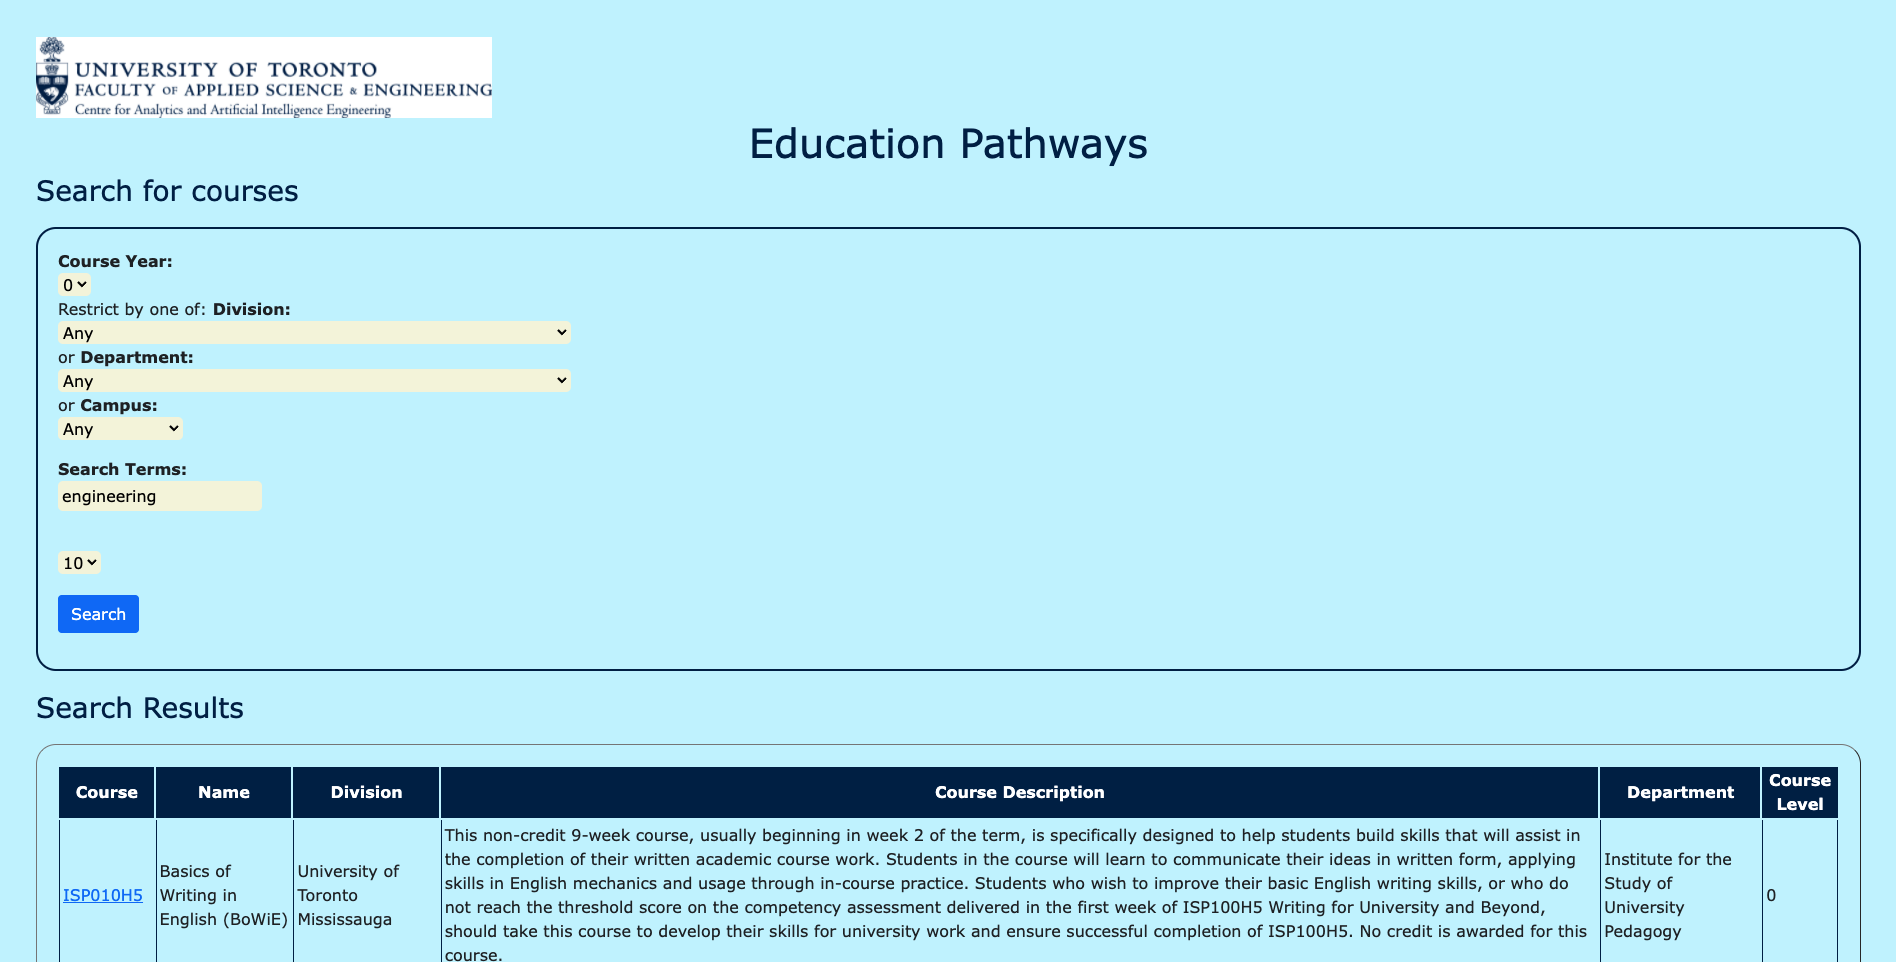 UNIVERSITY OF TORONTO
FACULTY OF APPLIED SCIENCE & ENGINEERING
Centre for Analytics and Artificial Intelligence Engineering
Education Pathways
Search for courses
Course Year:
0
Restrict by one of: Division:
Any
or Department:
Any
or Campus:
Any
Search Terms:
engineering
10
Search
Search Results
Course Name Division Course Description Department Course Level
ISP010H5
Basics of
Writing in
English (BoWiE)
University of
Toronto
Mississauga
This non-credit 9-week course, usually beginning in week 2 of the term, is specifically designed to help students build skills that will assist in
the completion of their written academic course work. Students in the course will learn to communicate their ideas in written form, applying
skills in English mechanics and usage through in-course practice. Students who wish to improve their basic English writing skills, or who do
not reach the threshold score on the competency assessment delivered in the first week of ISP100H5 Writing for University and Beyond,
should take this course to develop their skills for university work and ensure successful completion of ISP100H5. No credit is awarded for this
course.
Institute for the
Study of
University
Pedagogy
0